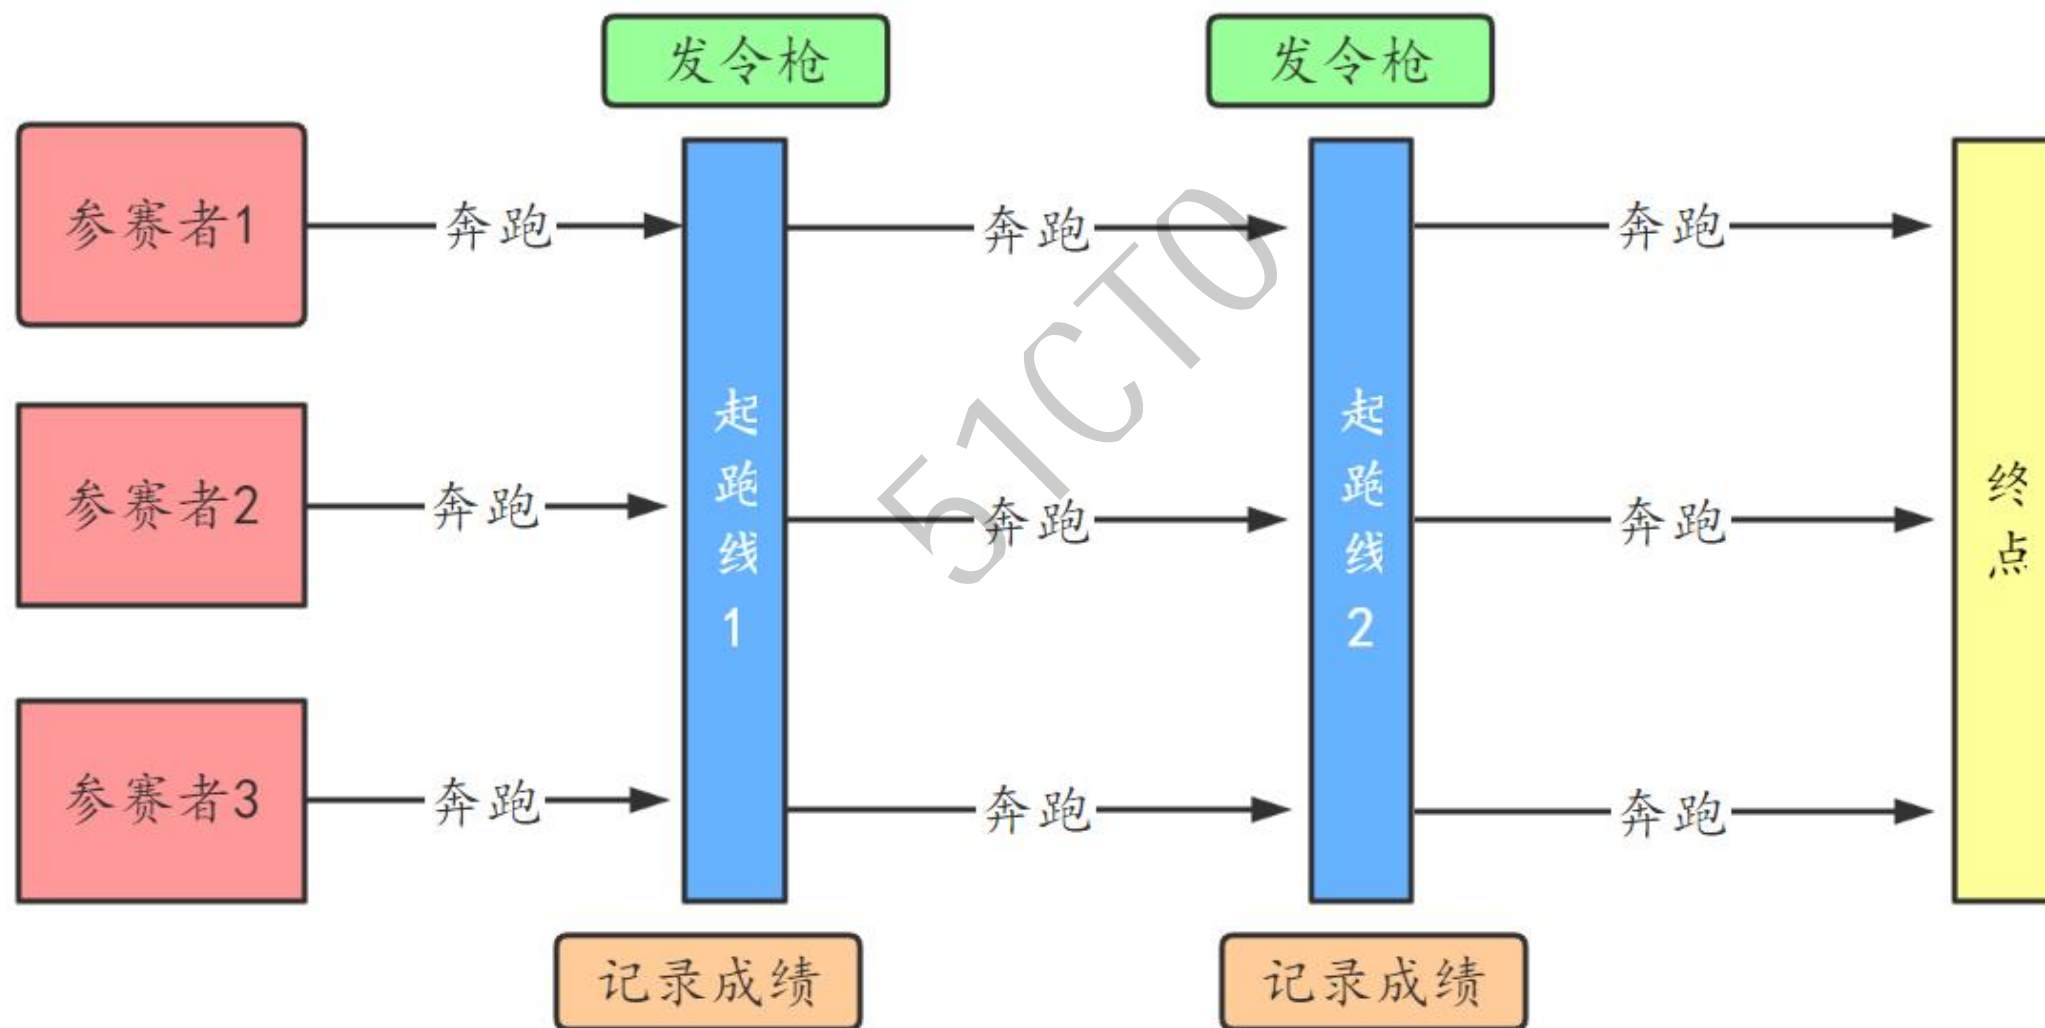 发令枪
发令枪
参赛者1
奔跑
奔跑
奔跑
参赛者2
奔跑
奔跑
奔跑
参赛者3
奔跑
奔跑
奔跑
起跑线1
起跑线2
终点
记录成绩
记录成绩
51CTO